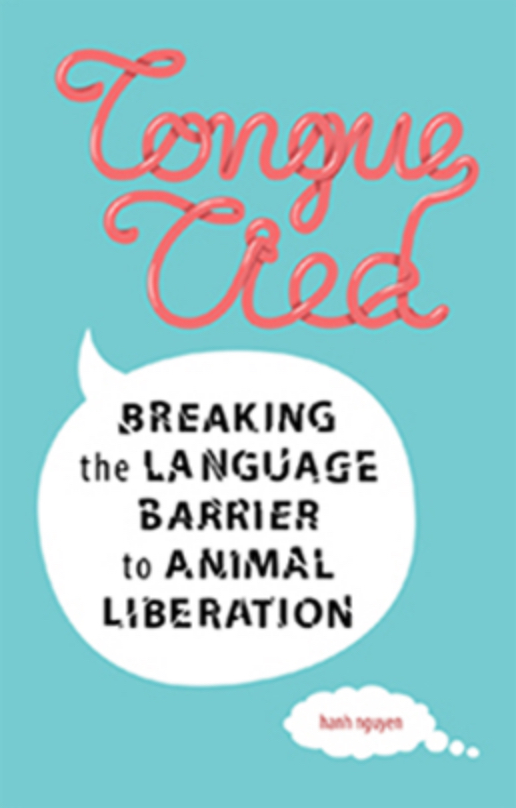 Tongue
Tied
BREAKING
the LANGUAGE
BARRIER
to ANIMAL
LIBERATION
hanh nguyen